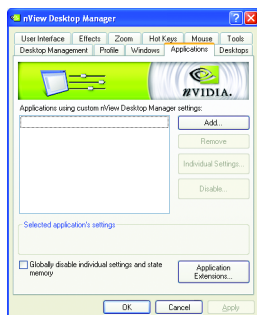 nView Desktop Manager
User Interface Effects Zoom Hot Keys Mouse Tools
Desktop Management Profile Windows Applications Desktops
nVIDIA.
Applications using custom nView Desktop Manager settings:
Add...
Remove
Individual Settings...
Disable...
Selected application's settings
Globally disable individual settings and state
memory
Application
Extensions...
OK Cancel Apply